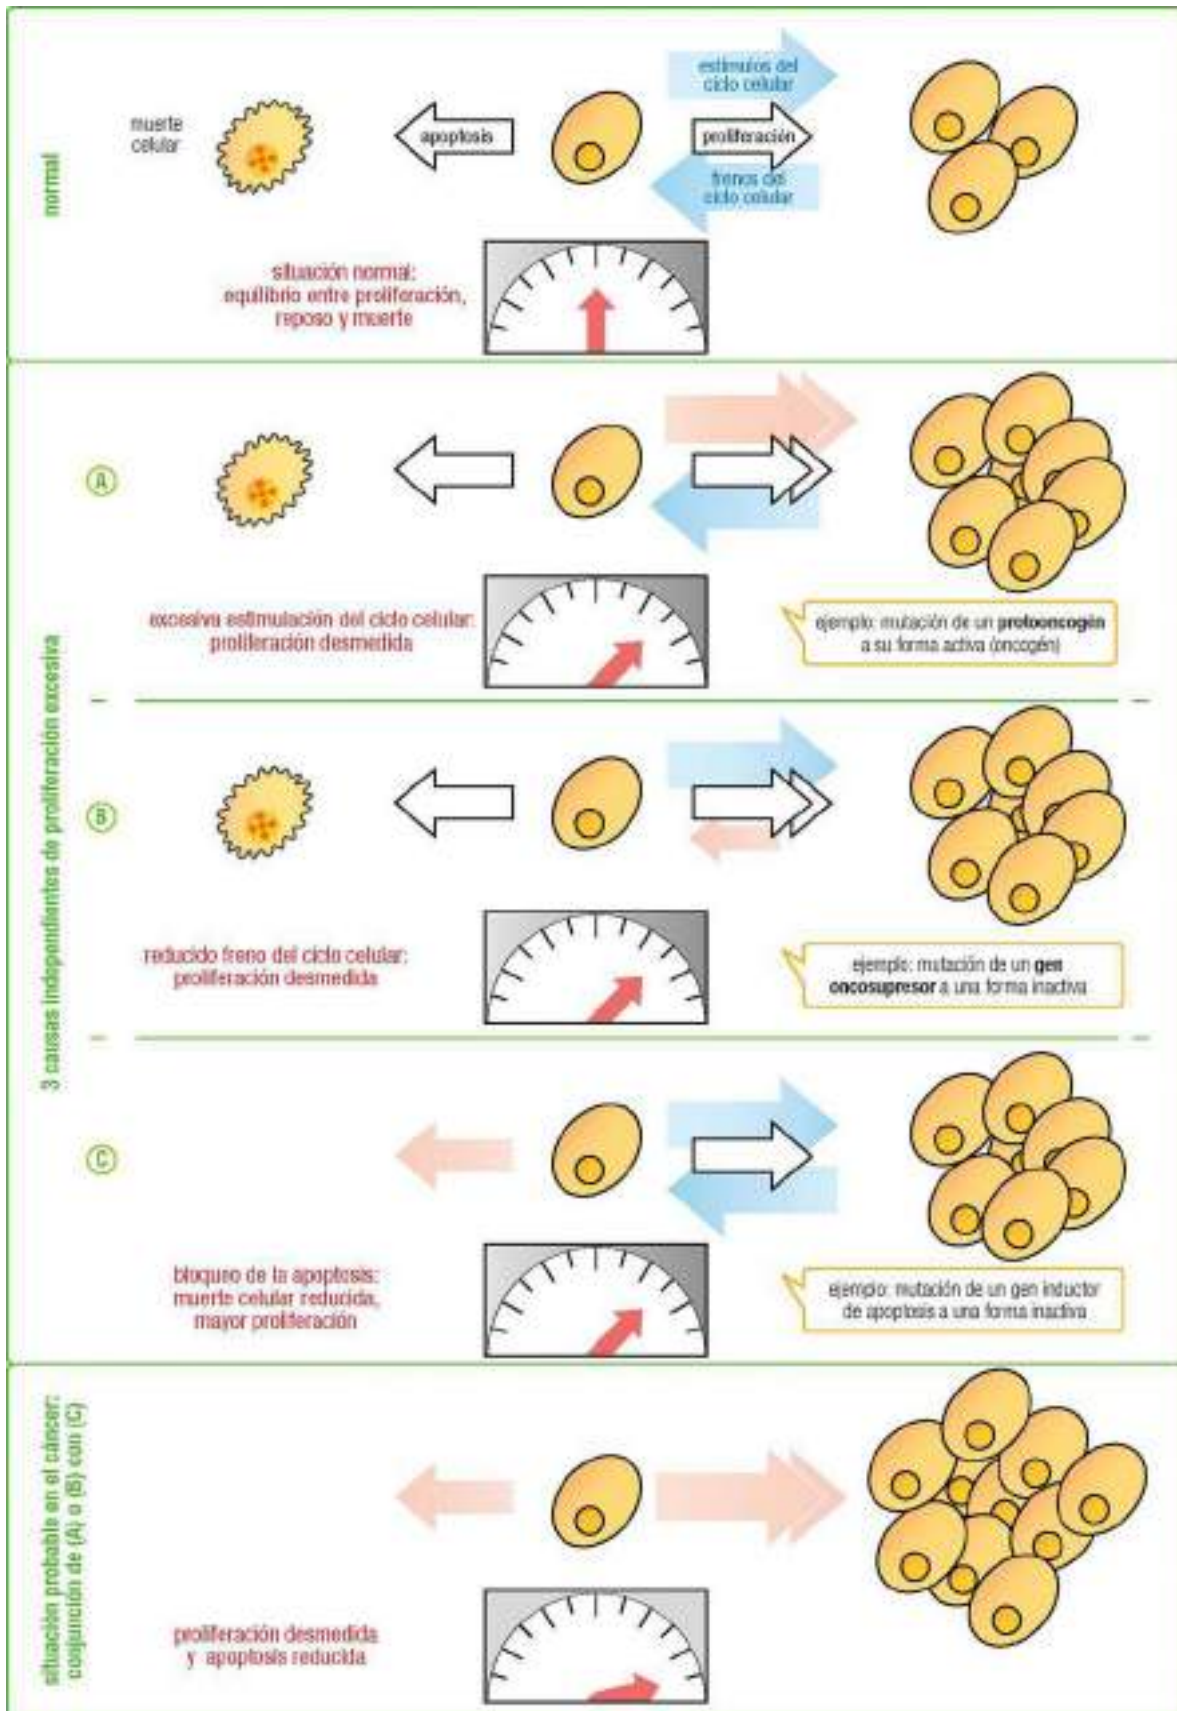 normal
muerte
celular
apoptosis
estímulos del
ciclo celular
proliferación
frenos del
ciclo celular
situación normal:
equilibrio entre proliferación,
reposo y muerte
3 causas independientes de proliferación excesiva
A
excesiva estimulación del ciclo celular:
proliferación desmedida
ejemplo: mutación de un protooncogén
a su forma activa (oncogén)
B
reducido freno del ciclo celular:
proliferación desmedida
ejemplo: mutación de un gen
oncosupresor a una forma inactiva
C
bloqueo de la apoptosis:
muerte celular reducida,
mayor proliferación
ejemplo: mutación de un gen inductor
de apoptosis a una forma inactiva
situación probable en el cáncer:
conjunción de (A) o (B) con (C)
proliferación desmedida
y apoptosis reducida